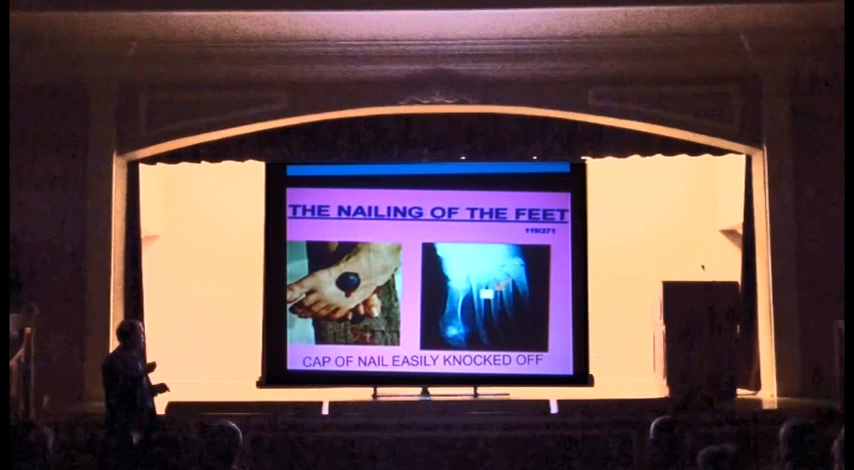 THE NAILING OF THE FEET
119/271
CAP OF NAIL EASILY KNOCKED OFF